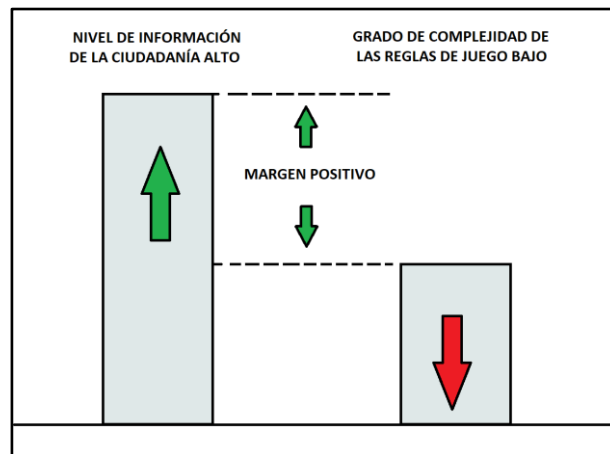 NIVEL DE INFORMACIÓN
DE LA CIUDADANÍA ALTO
GRADO DE COMPLEJIDAD DE
LAS REGLAS DE JUEGO BAJO
MARGEN POSITIVO